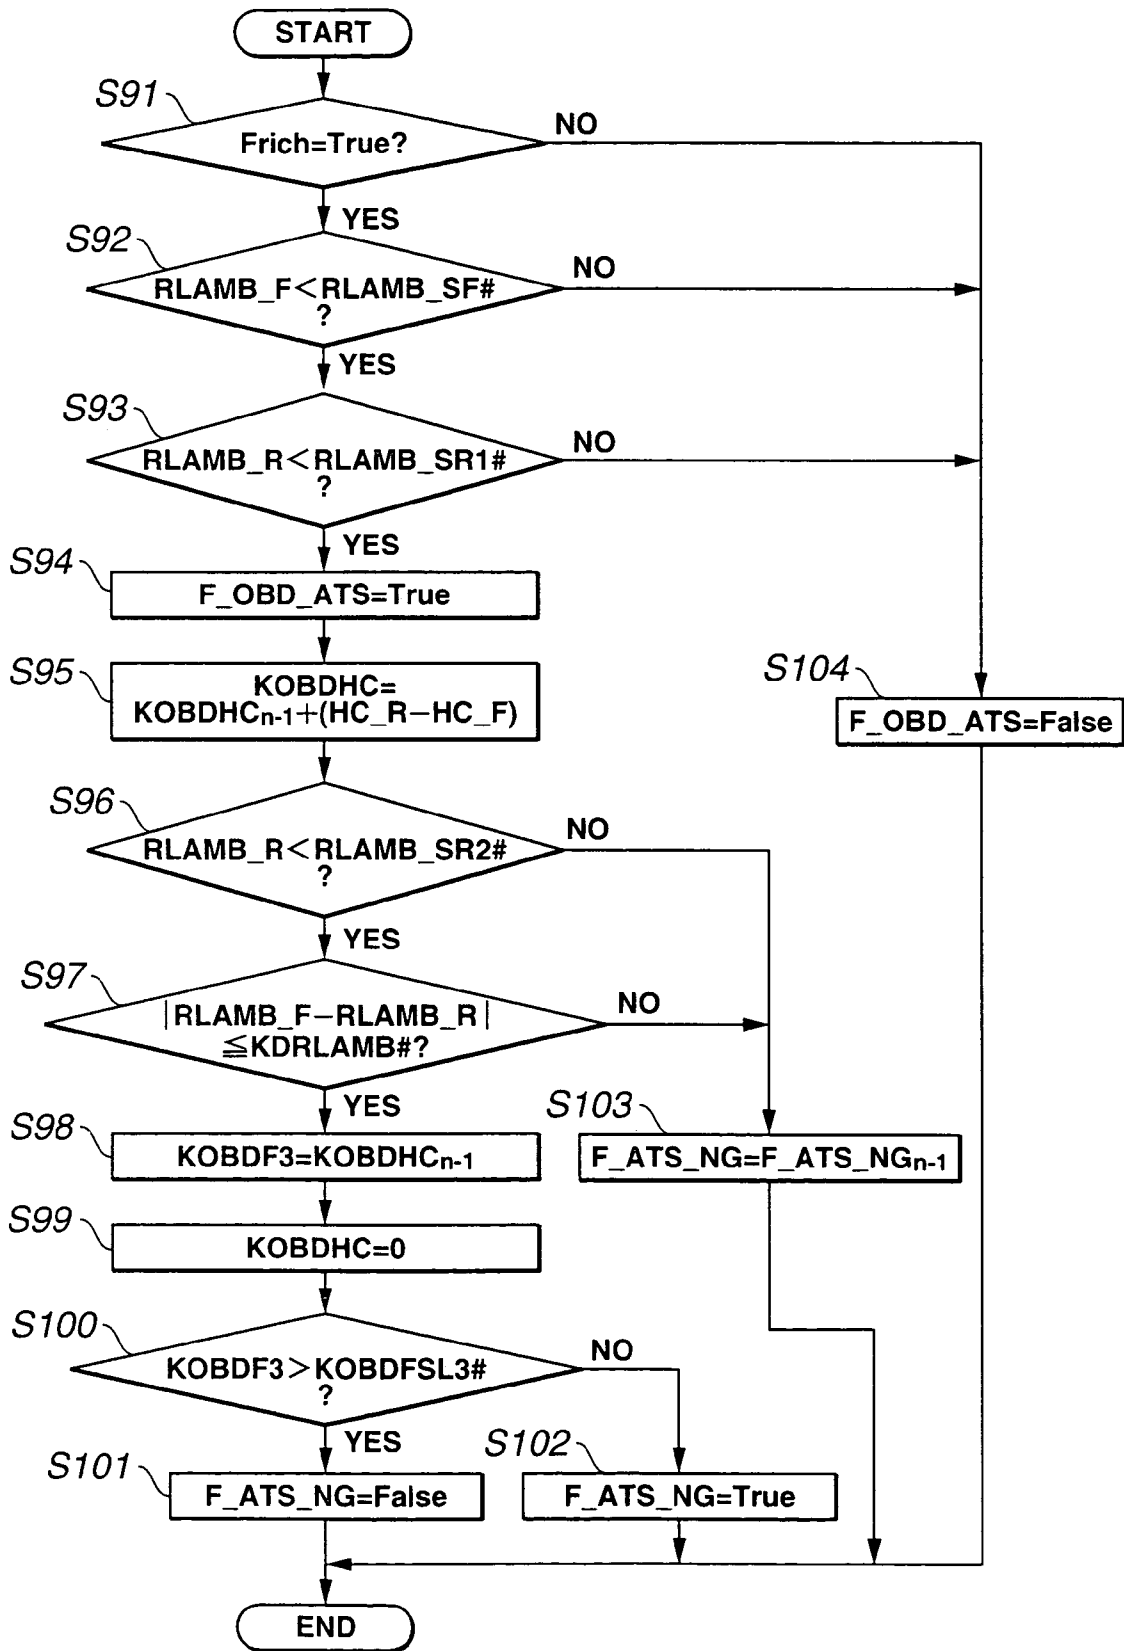 START
S91
Frich=True?
NO
YES
S92
RLAMB_F<RLAMB_SF#
?
NO
YES
S93
RLAMB_R<RLAMB_SR1#
?
NO
YES
S94
F_OBD_ATS=True
S95
KOBDHC=
KOBDHCn-1+(HC_R−HC_F)
S104
F_OBD_ATS=False
S96
RLAMB_R<RLAMB_SR2#
?
NO
YES
S97
|RLAMB_F−RLAMB_R|
≦KDRLAMB#?
NO
YES
S98
KOBDF3=KOBDHCn-1
S103
F_ATS_NG=F_ATS_NGn-1
S99
KOBDHC=0
S100
KOBDF3>KOBDFSL3#
?
NO
YES
S101
F_ATS_NG=False
S102
F_ATS_NG=True
END